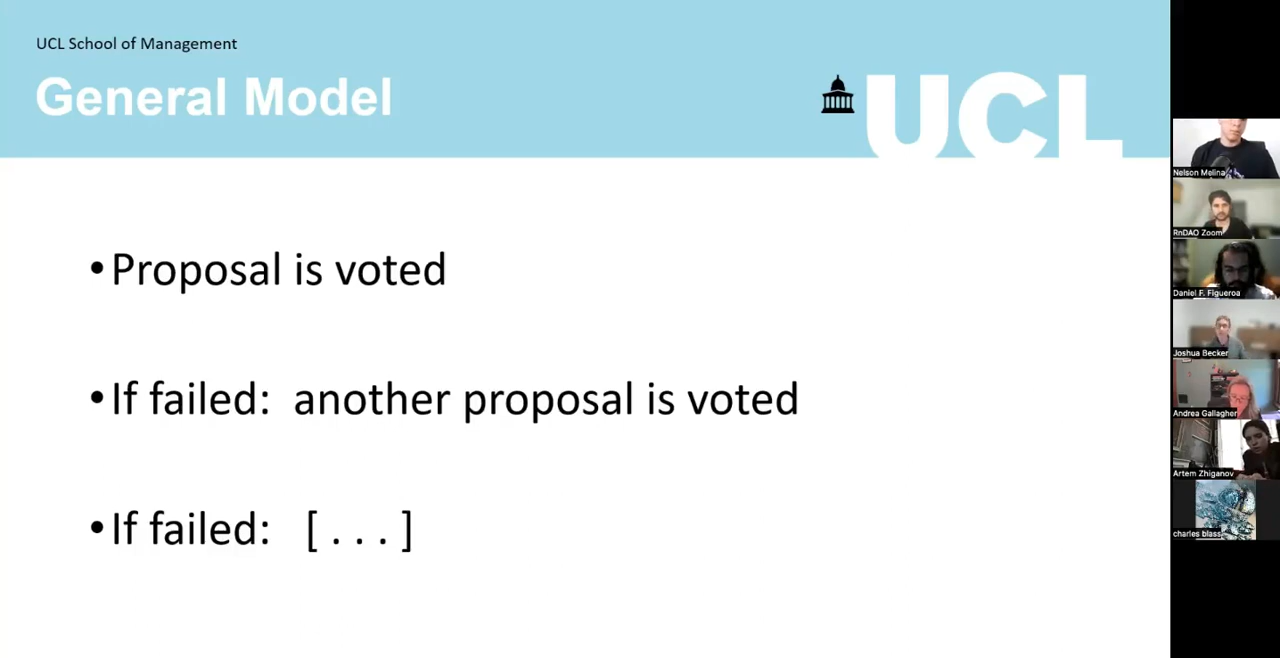 UCL School of Management
General Model
UCL
•Proposal is voted
•If failed:  another proposal is voted
•If failed:   [ . . . ]
Nelson Melina
RnDAO Zoom
Daniel F. Figueroa
Joshua Becker
Andrea Gallagher
Artem Zhiganov
charles blass